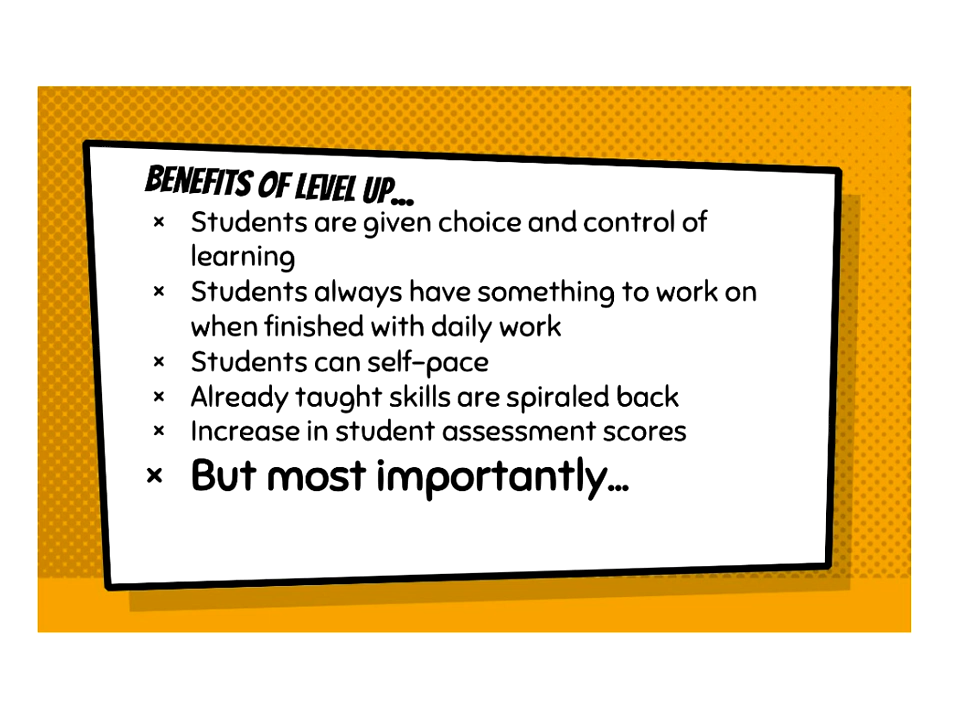 BENEFITS OF LEVEL UP...
× Students are given choice and control of
learning
× Students always have something to work on
when finished with daily work
× Students can self-pace
× Already taught skills are spiraled back
× Increase in student assessment scores
× But most importantly...